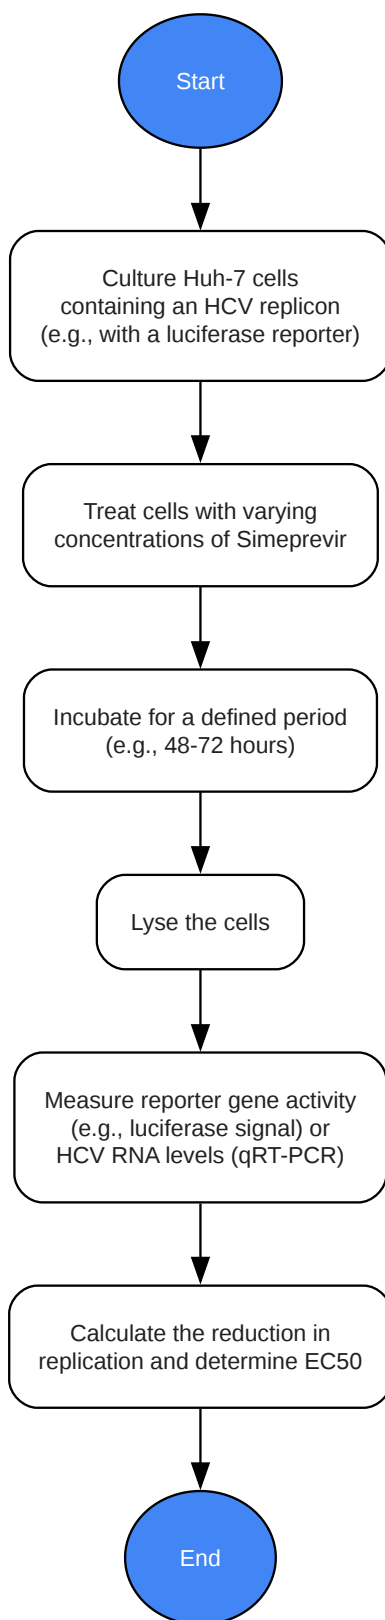 Start
Culture Huh-7 cells
containing an HCV replicon
(e.g., with a luciferase reporter)
Treat cells with varying
concentrations of Simeprevir
Incubate for a defined period
(e.g., 48-72 hours)
Lyse the cells
Measure reporter gene activity
(e.g., luciferase signal) or
HCV RNA levels (qRT-PCR)
Calculate the reduction in
replication and determine EC50
End